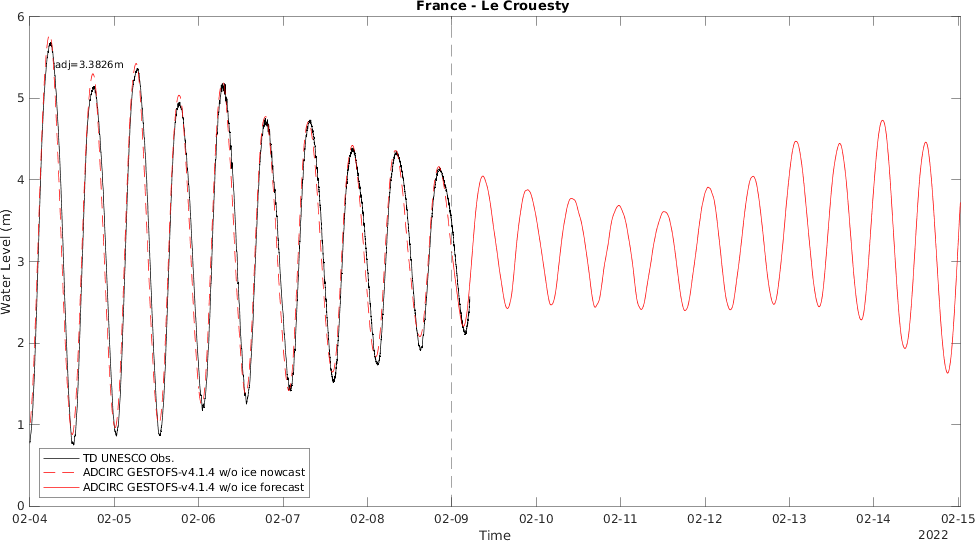 France - Le Crouesty
adj=3.3826m
6
5
4
3
2
1
0
Water Level (m)
TD UNESCO Obs.
ADCIRC GESTOFS-v4.1.4 w/o ice nowcast
ADCIRC GESTOFS-v4.1.4 w/o ice forecast
02-04 02-05 02-06 02-07 02-08 02-09 02-10 02-11 02-12 02-13 02-14 02-15
Time
2022